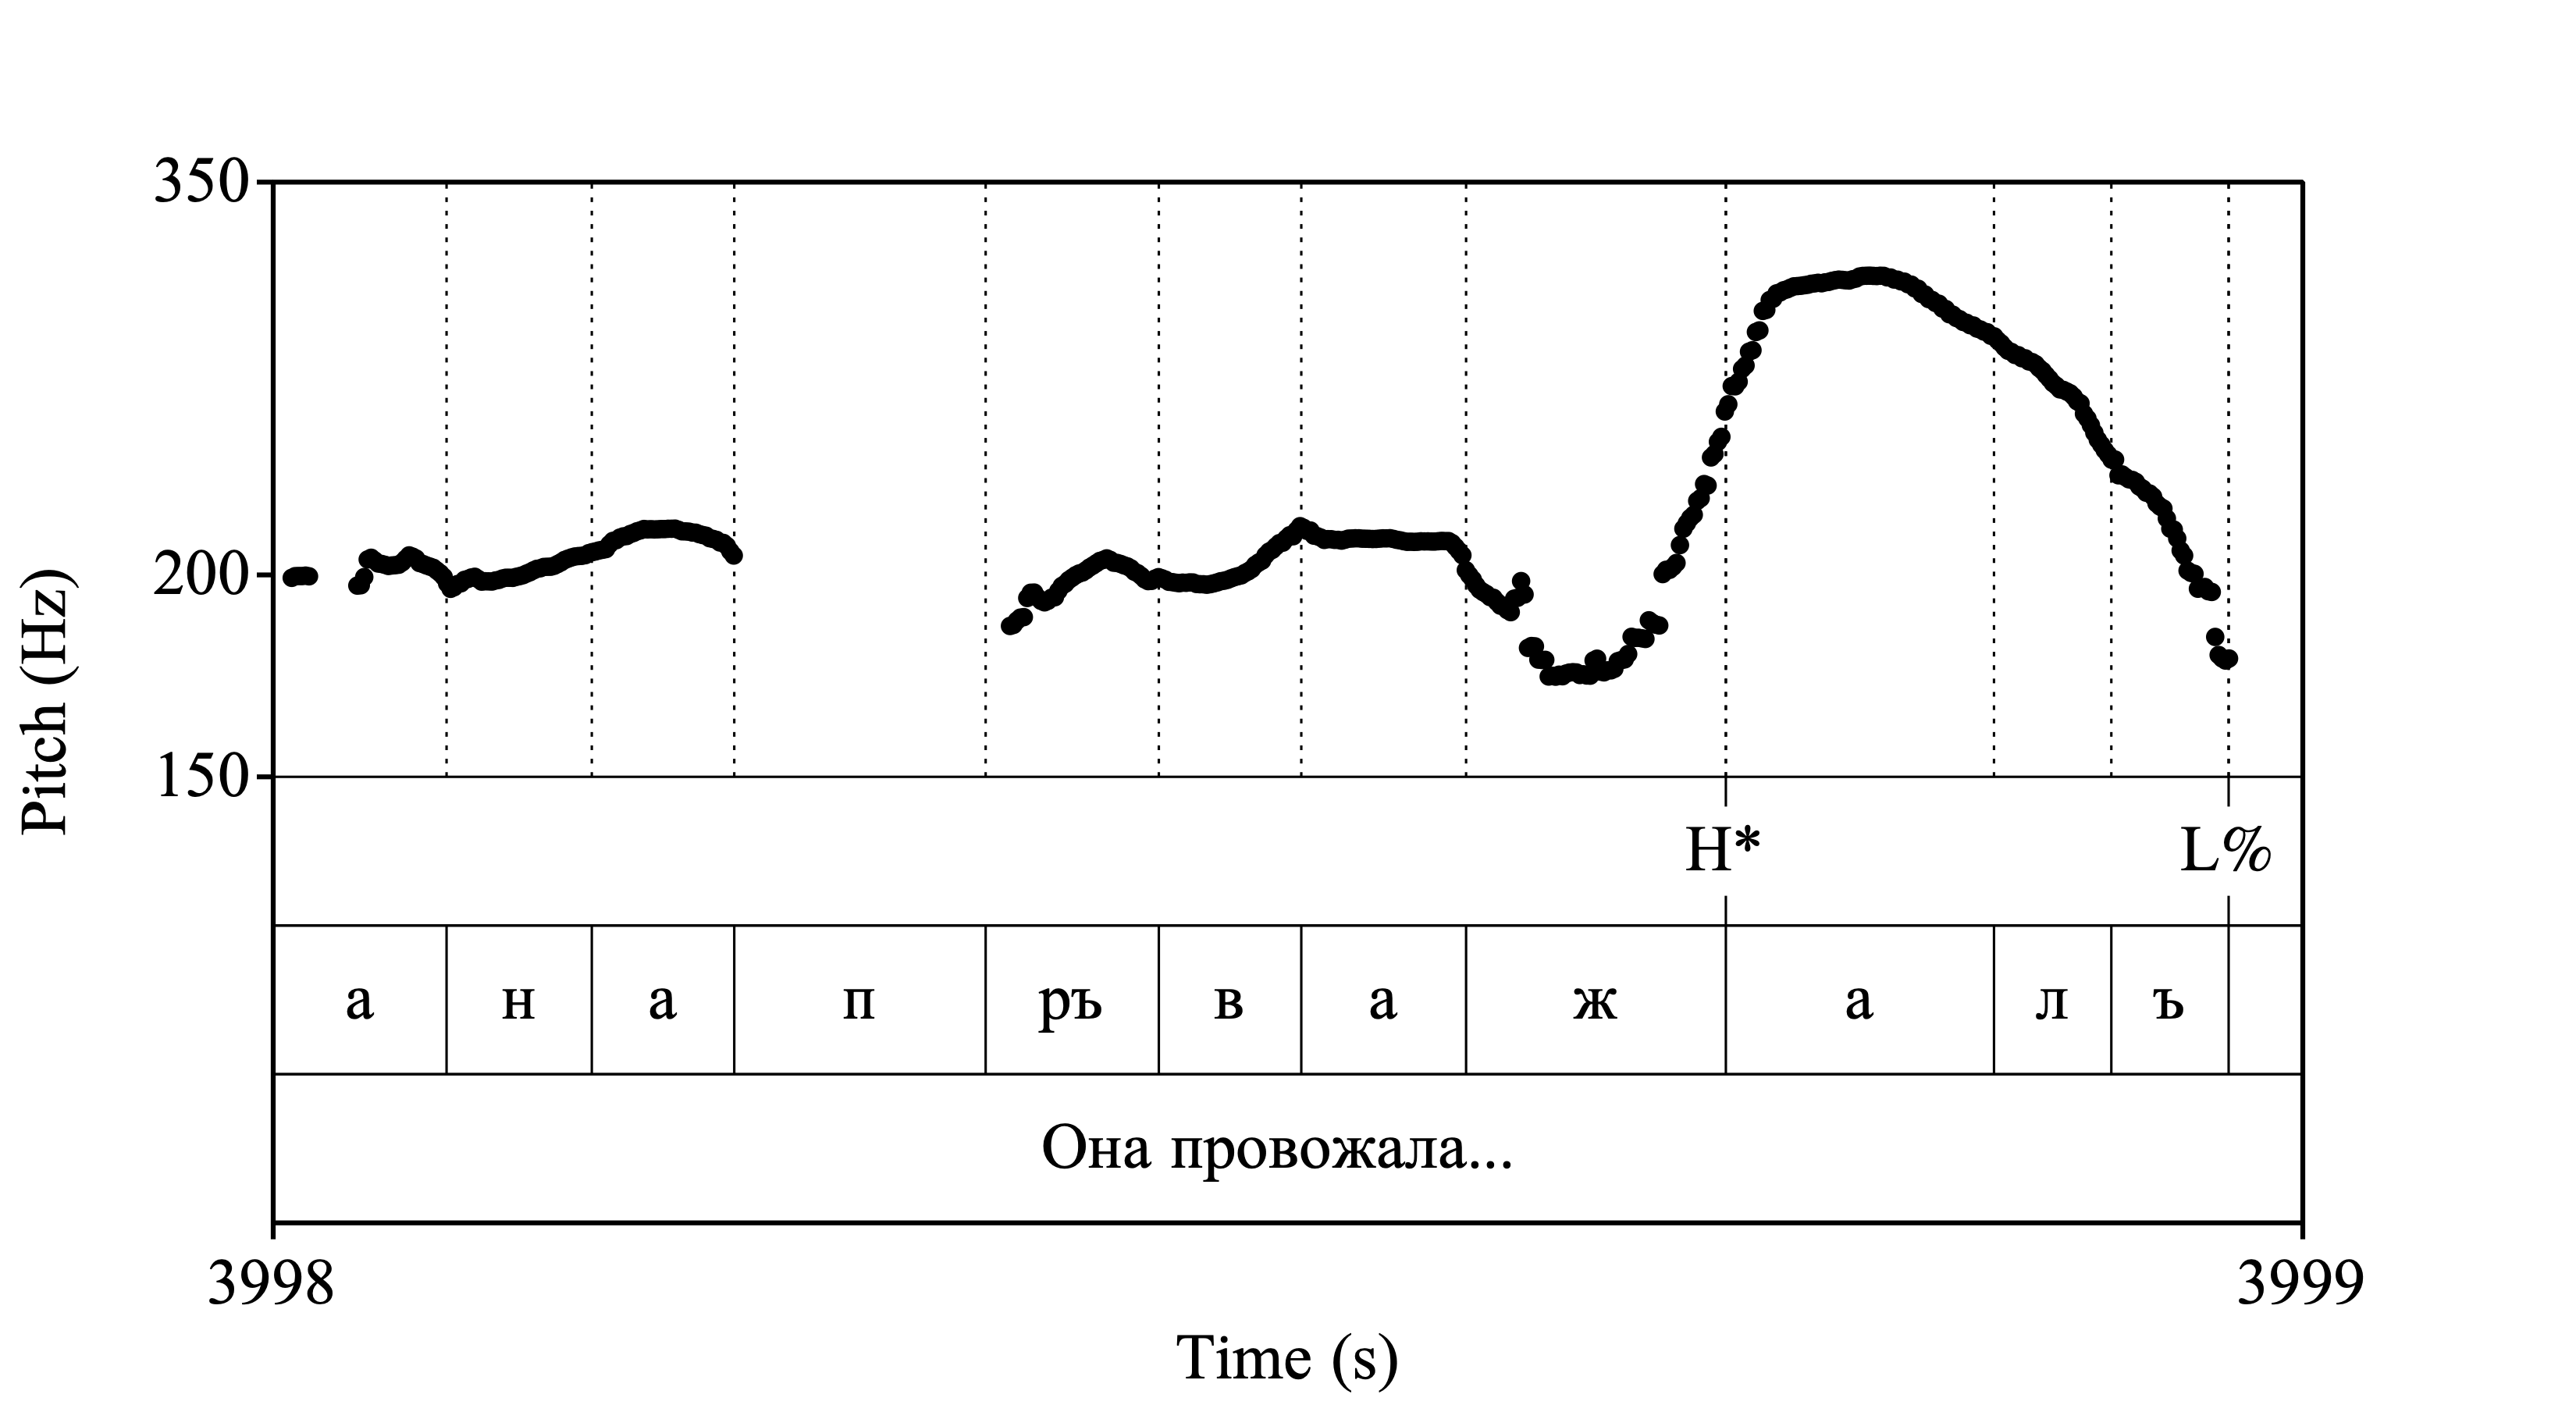 350
200
150
Pitch (Hz)
H* L%
а н а п ръ в а ж а л ъ
Она провожала...
3998 3999
Time (s)